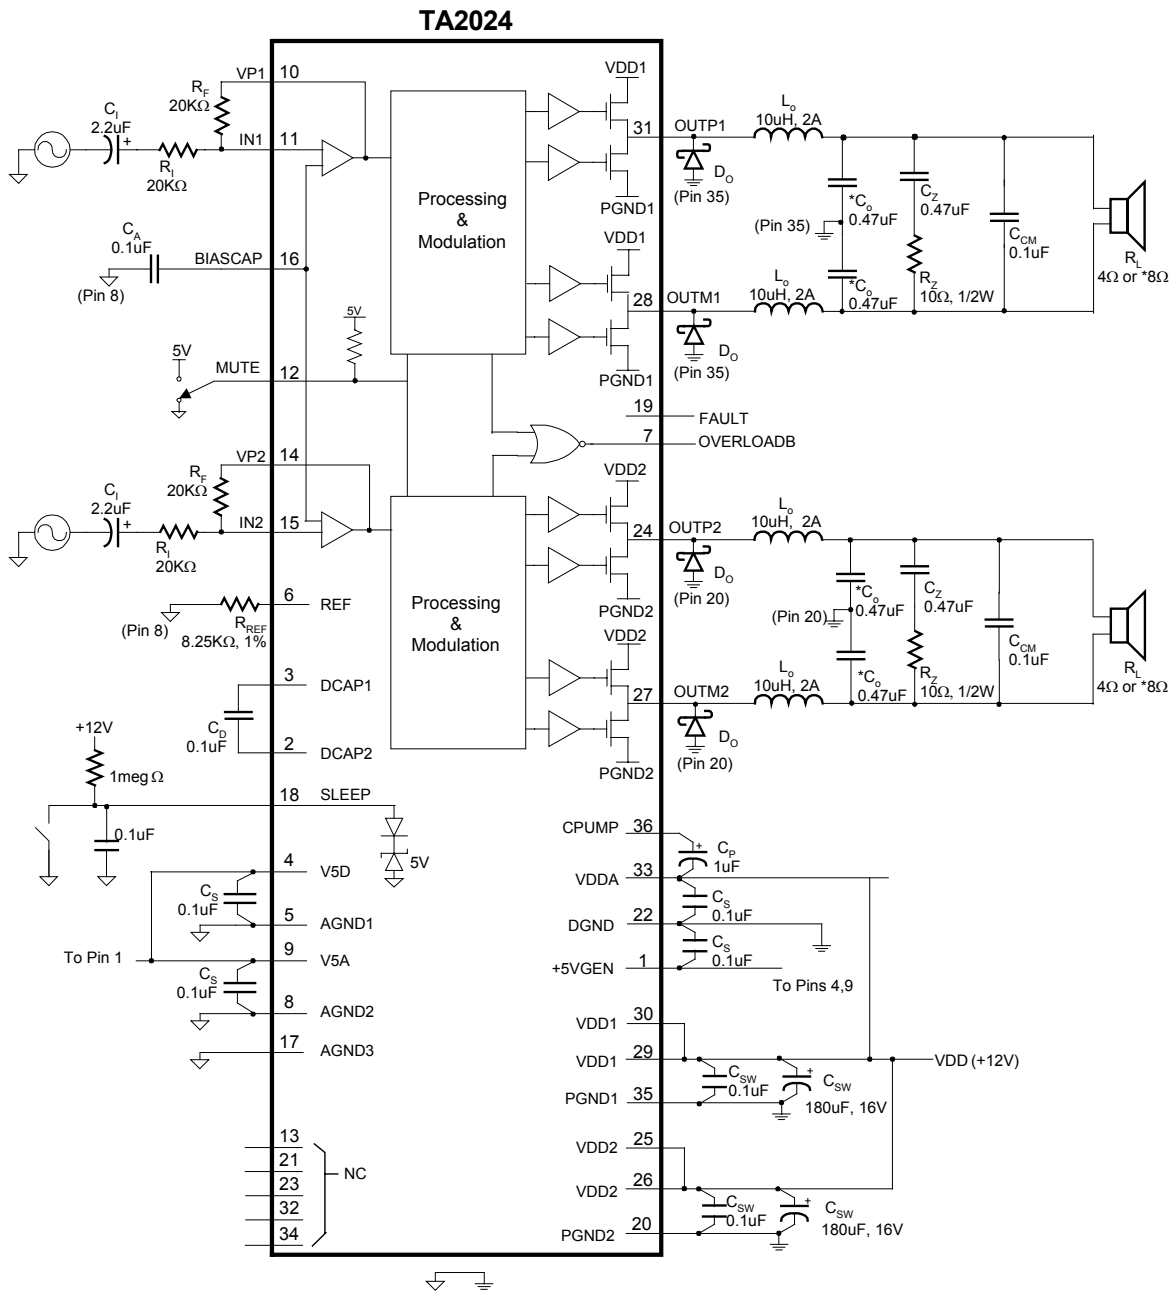 TA2024
VP1 10
R_F
20KΩ
C_I
2.2uF
+
IN1 11
R_I
20KΩ
C_A
0.1uF
BIASCAP 16
(Pin 8)
5V
5V
MUTE
12
Processing
&
Modulation
VDD1
31 OUTP1
PGND1
VDD1
28 OUTM1
PGND1
L_o
10uH, 2A
D_O
(Pin 35)
*C_o
0.47uF
(Pin 35)
*C_o
0.47uF
C_Z
0.47uF
R_Z
10Ω, 1/2W
C_CM
0.1uF
R_L
4Ω or *8Ω
L_o
10uH, 2A
D_O
(Pin 35)
19 FAULT
7 OVERLOADB
VP2 14
R_F
20KΩ
C_I
2.2uF
+
IN2 15
R_I
20KΩ
6 REF
(Pin 8)
R_REF
8.25KΩ, 1%
Processing
&
Modulation
VDD2
24 OUTP2
PGND2
VDD2
27 OUTM2
PGND2
L_o
10uH, 2A
D_O
(Pin 20)
*C_o
0.47uF
(Pin 20)
*C_o
0.47uF
C_Z
0.47uF
R_Z
10Ω, 1/2W
C_CM
0.1uF
R_L
4Ω or *8Ω
L_o
10uH, 2A
D_O
(Pin 20)
3 DCAP1
C_D
0.1uF
2 DCAP2
+12V
1meg Ω
18 SLEEP
0.1uF
5V
4 V5D
C_S
0.1uF
5 AGND1
To Pin 1
9 V5A
C_S
0.1uF
8 AGND2
17 AGND3
13
21
23
32
34
NC
CPUMP 36
+
C_P
1uF
VDDA 33
C_S
0.1uF
DGND 22
C_S
0.1uF
+5VGEN 1
To Pins 4,9
VDD1 30
VDD1 29
VDD (+12V)
C_SW
0.1uF
+
C_SW
180uF, 16V
PGND1 35
VDD2 25
VDD2 26
C_SW
0.1uF
+
C_SW
180uF, 16V
PGND2 20